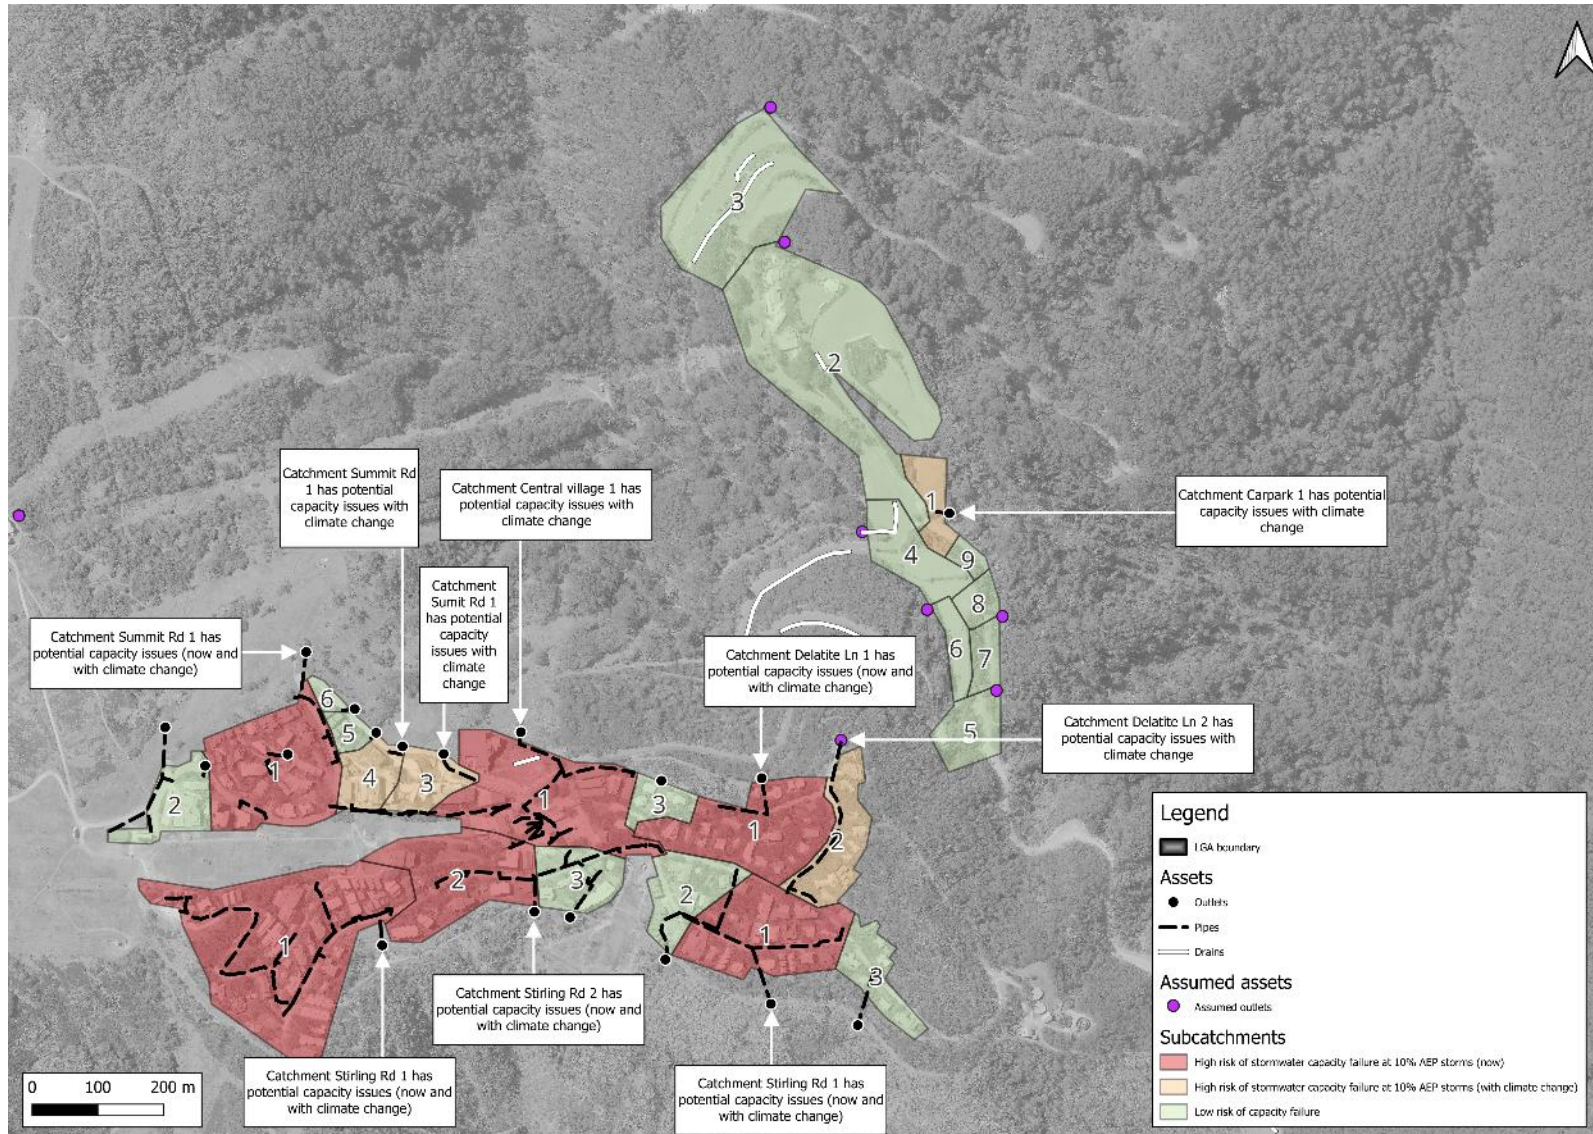 3
2
Catchment Summit Rd
1 has potential
capacity issues with
climate change
Catchment Central village 1 has
potential capacity issues with
climate change
1
Catchment Carpark 1 has potential
capacity issues with climate
change
4
9
8
Catchment
Sumit Rd 1
has potential
capacity
issues with
climate
change
Catchment Summit Rd 1 has
potential capacity issues (now and
with climate change)
Catchment Delatite Ln 1 has
potential capacity issues (now and
with climate change)
6
7
5
Catchment Delatite Ln 2 has
potential capacity issues with
climate change
6
5
1
4
3
2
1
3
1
2
2
3
2
1
1
3
Catchment Stirling Rd 2 has
potential capacity issues (now and
with climate change)
Catchment Stirling Rd 1 has
potential capacity issues (now and
with climate change)
Catchment Stirling Rd 1 has
potential capacity issues (now and
with climate change)
0 100 200 m
Legend
LGA boundary
Assets
Outlets
Pipes
Drains
Assumed assets
Assumed outlets
Subcatchments
High risk of stormwater capacity failure at 10% AEP storms (now)
High risk of stormwater capacity failure at 10% AEP storms (with climate change)
Low risk of capacity failure